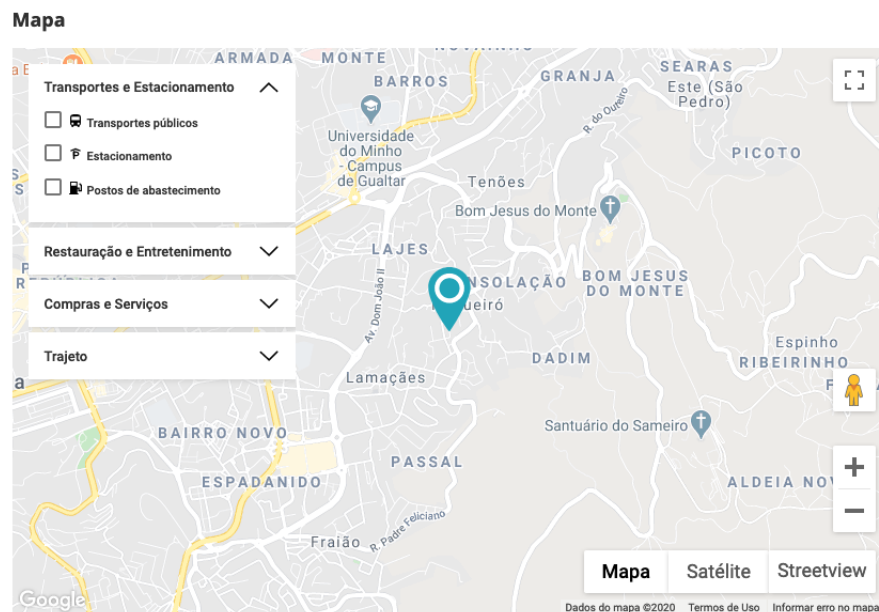 Mapa
Transportes e Estacionamento
Transportes públicos
Estacionamento
Postos de abastecimento
Restauração e Entretenimento
Compras e Serviços
Trajeto
ARMADA
MONTE
BARROS
GRANJA
SEARAS
Este (São
Pedro)
R. do Oureiro
PICOTO
Universidade
do Minho
- Campus
de Gualtar
Tenões
Bom Jesus do Monte
LAJES
BOM JESUS
DO MONTE
Av. Dom João II
DADIM
Espinho
RIBEIRINHO
Lamaçães
Santuário do Sameiro
BAIRRO NOVO
PASSAL
ESPADANIDO
R. Padre Feliciano
Fraião
Mapa
Satélite
Streetview
Google
Dados do mapa ©2020
Termos de Uso
Informar erro no mapa